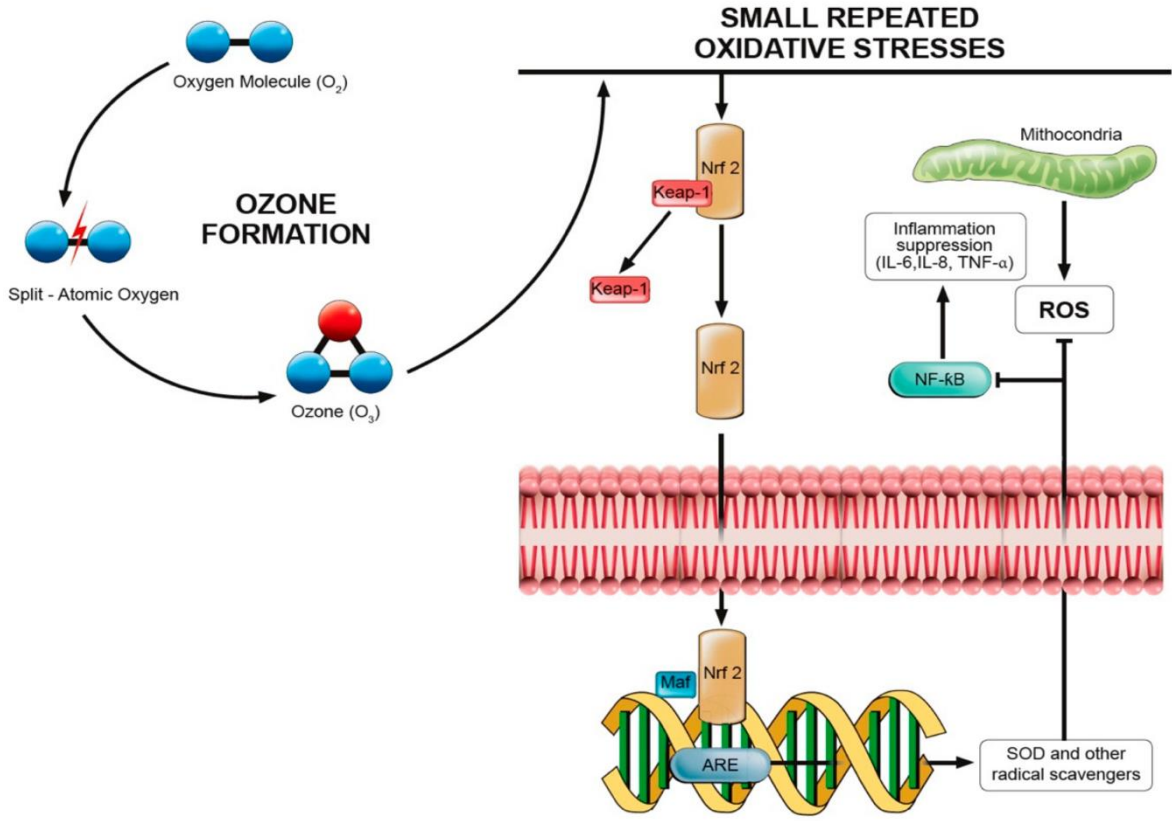 SMALL REPEATED
OXIDATIVE STRESSES
Oxygen Molecule (O₂)
OZONE
FORMATION
Split - Atomic Oxygen
Ozone (O₃)
Nrf 2
Keap-1
Keap-1
Nrf 2
Mithocondria
Inflammation
suppression
(IL-6,IL-8, TNF-α)
ROS
NF-ƙB
Nrf 2
Maf
ARE
SOD and other
radical scavengers